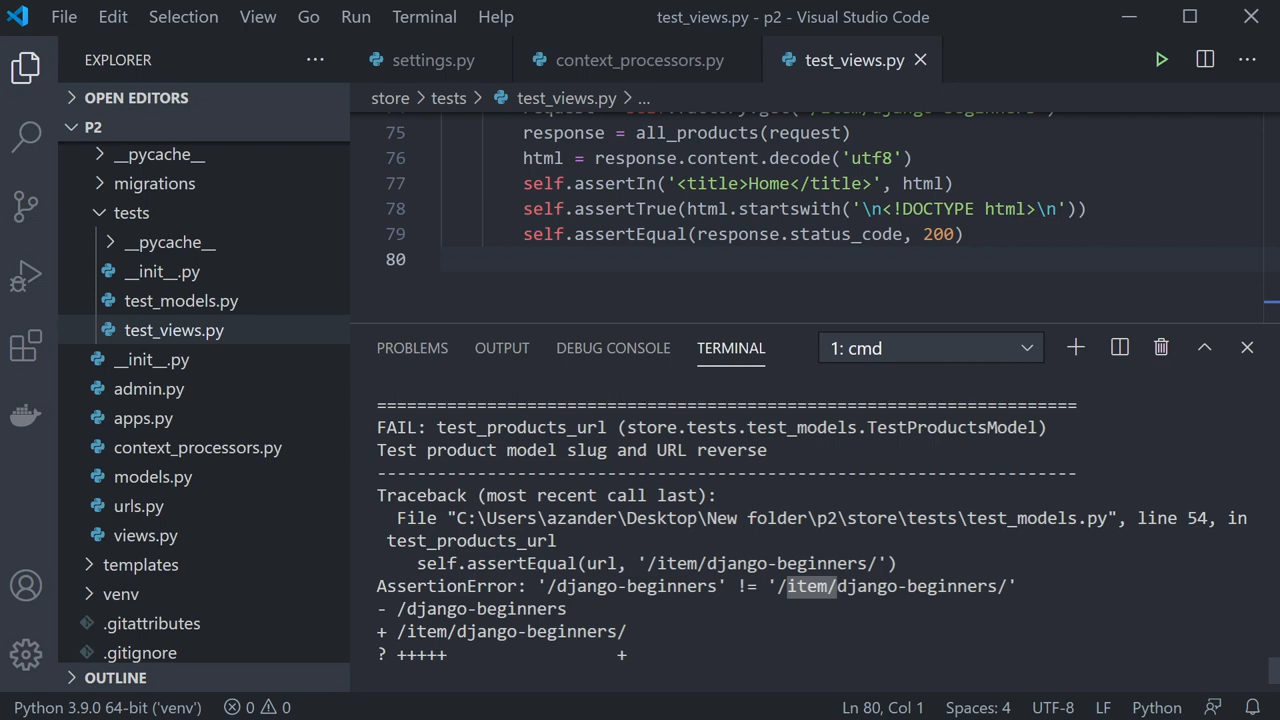 File Edit Selection View Go Run Terminal Help test_views.py - p2 - Visual Studio Code
EXPLORER
settings.py context_processors.py test_views.py
OPEN EDITORS
store tests test_views.py ...
P2
__pycache__
migrations
tests
__pycache__
__init__.py
test_models.py
test_views.py
__init__.py
admin.py
apps.py
context_processors.py
models.py
urls.py
views.py
templates
venv
.gitattributes
.gitignore
OUTLINE
75 response = all_products(request)
76 html = response.content.decode('utf8')
77 self.assertIn('<title>Home</title>', html)
78 self.assertTrue(html.startswith('\n<!DOCTYPE html>\n'))
79 self.assertEqual(response.status_code, 200)
80
PROBLEMS OUTPUT DEBUG CONSOLE TERMINAL 1: cmd
======================================================================
FAIL: test_products_url (store.tests.test_models.TestProductsModel)
Test product model slug and URL reverse
----------------------------------------------------------------------
Traceback (most recent call last):
File "C:\Users\azander\Desktop\New folder\p2\store\tests\test_models.py", line 54, in
test_products_url
self.assertEqual(url, '/item/django-beginners/')
AssertionError: '/django-beginners' != '/item/django-beginners/'
- /django-beginners
+ /item/django-beginners/
? +++++ +
Python 3.9.0 64-bit ('venv') 0 0 Ln 80, Col 1 Spaces: 4 UTF-8 LF Python